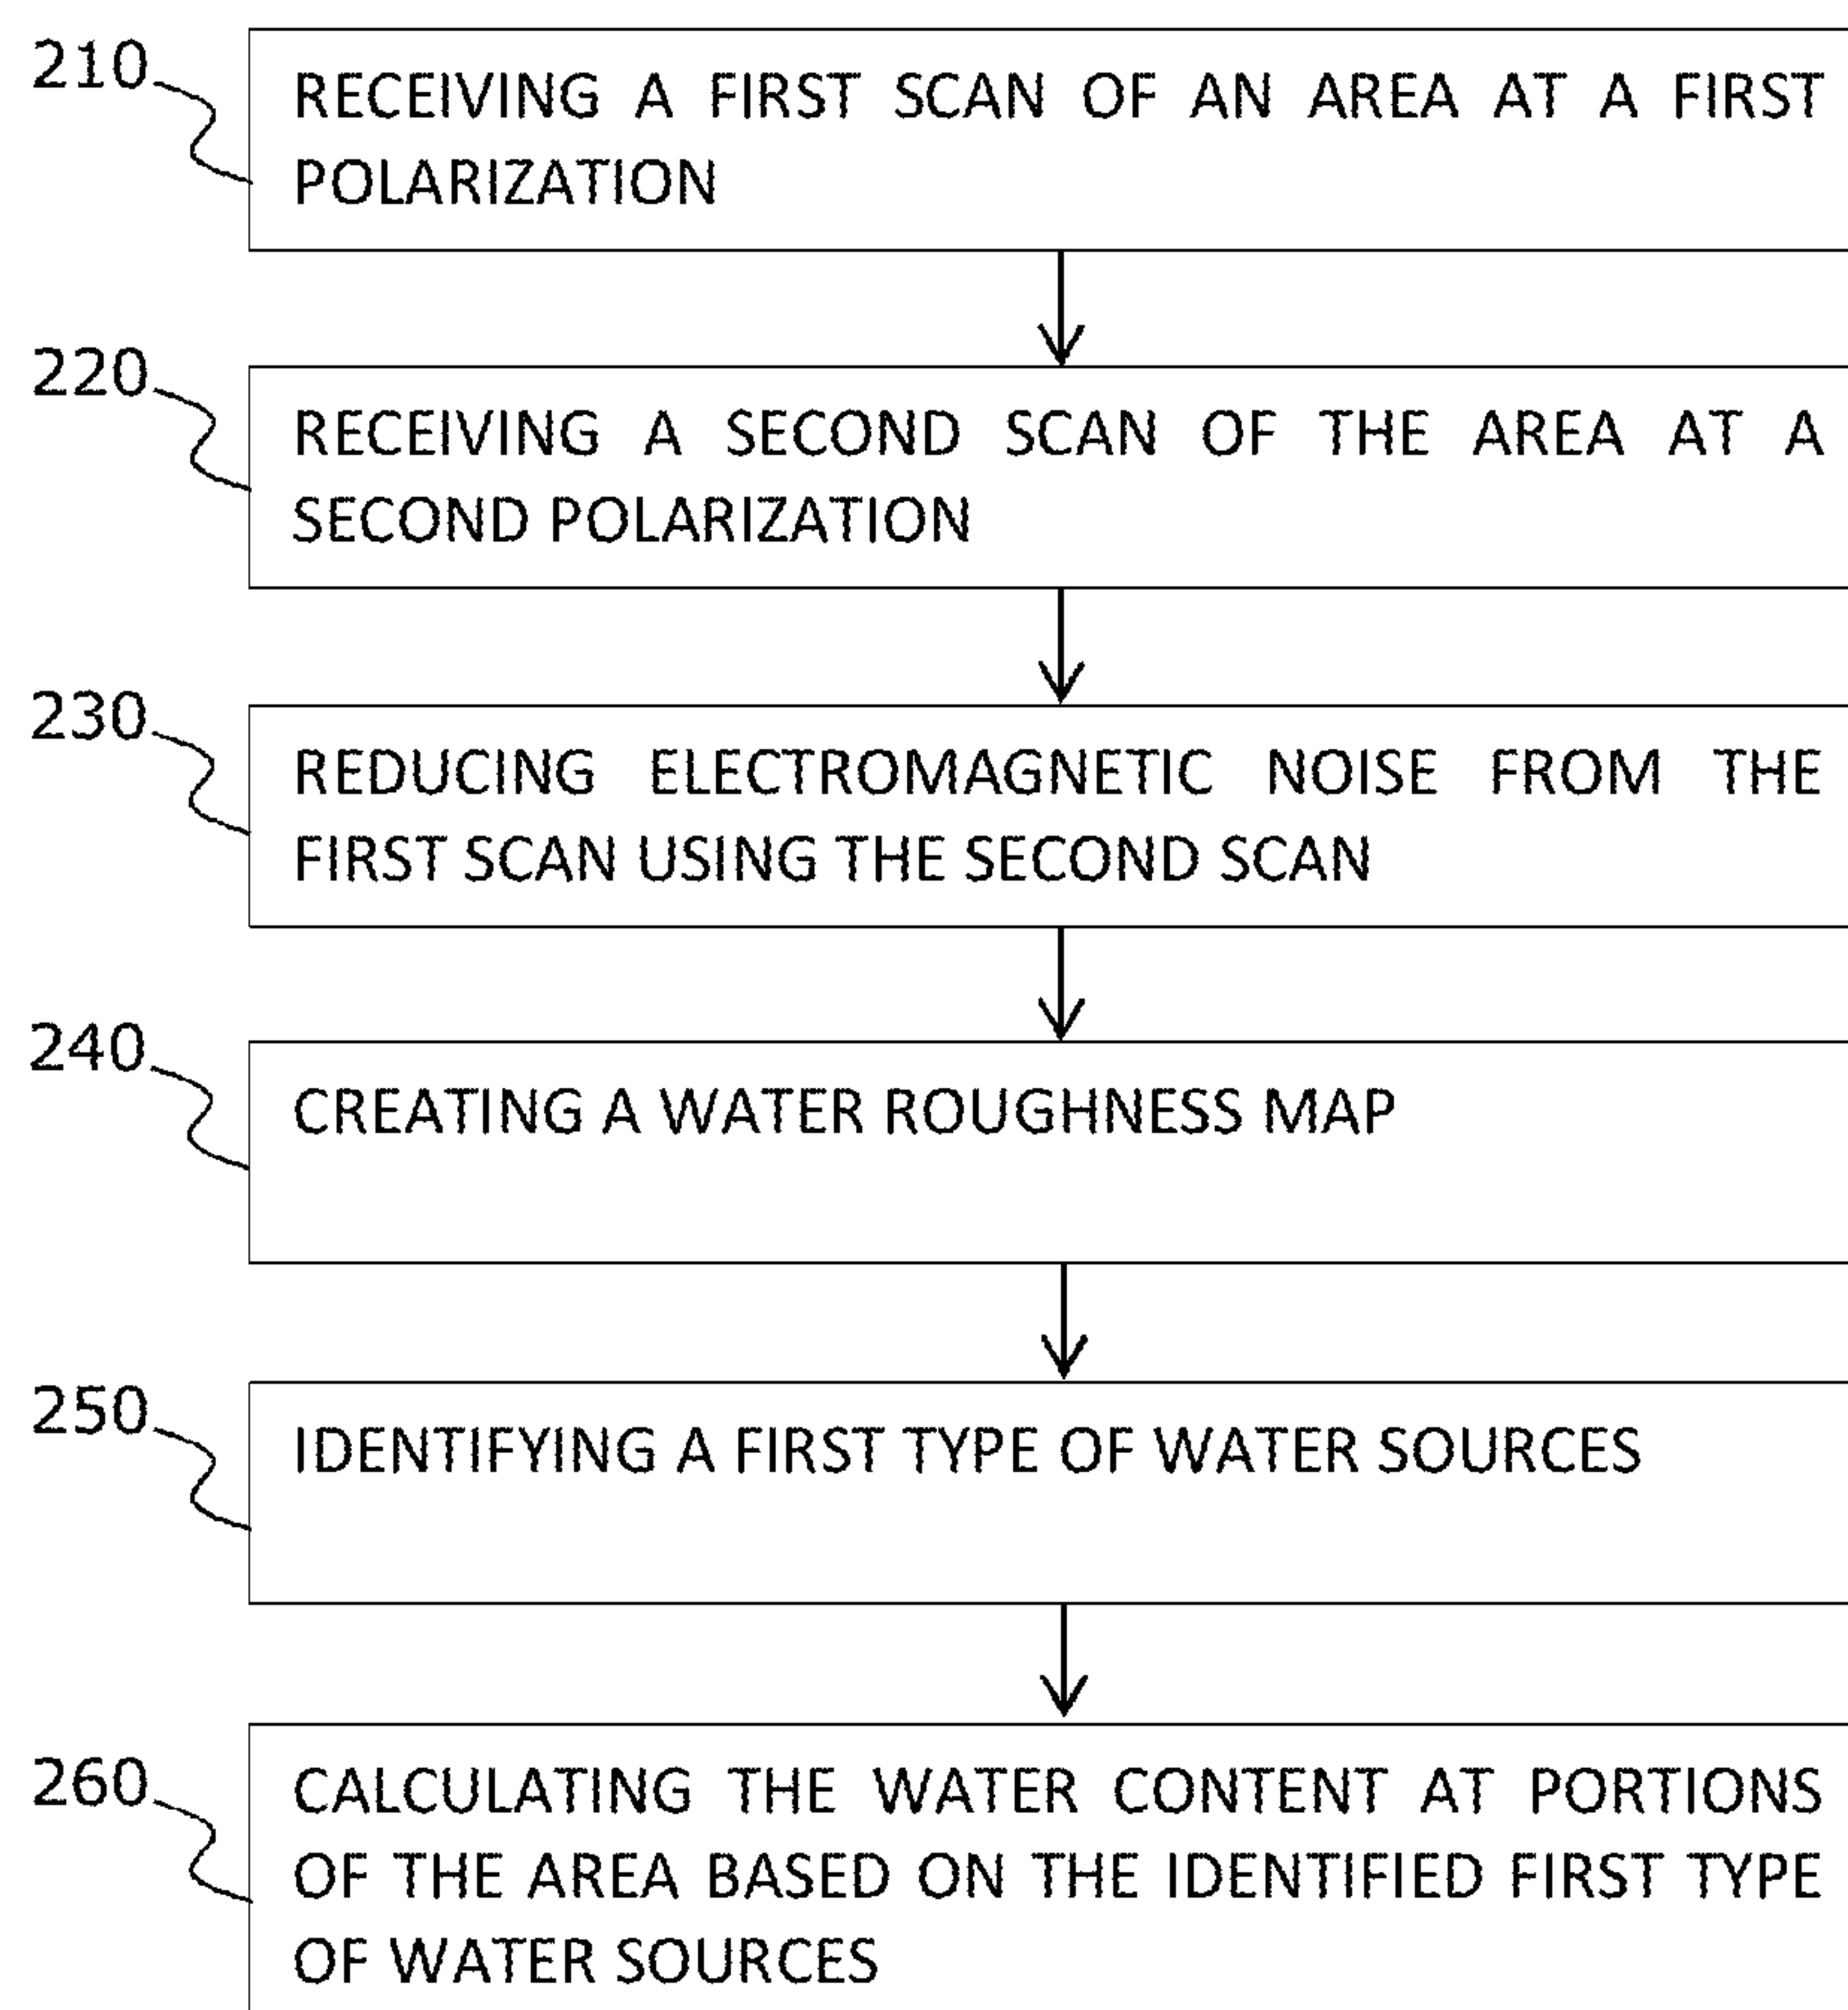 210
RECEIVING A FIRST SCAN OF AN AREA AT A FIRST
POLARIZATION
220
RECEIVING A SECOND SCAN OF THE AREA AT A
SECOND POLARIZATION
230
REDUCING ELECTROMAGNETIC NOISE FROM THE
FIRST SCAN USING THE SECOND SCAN
240
CREATING A WATER ROUGHNESS MAP
250
IDENTIFYING A FIRST TYPE OF WATER SOURCES
260
CALCULATING THE WATER CONTENT AT PORTIONS
OF THE AREA BASED ON THE IDENTIFIED FIRST TYPE
OF WATER SOURCES